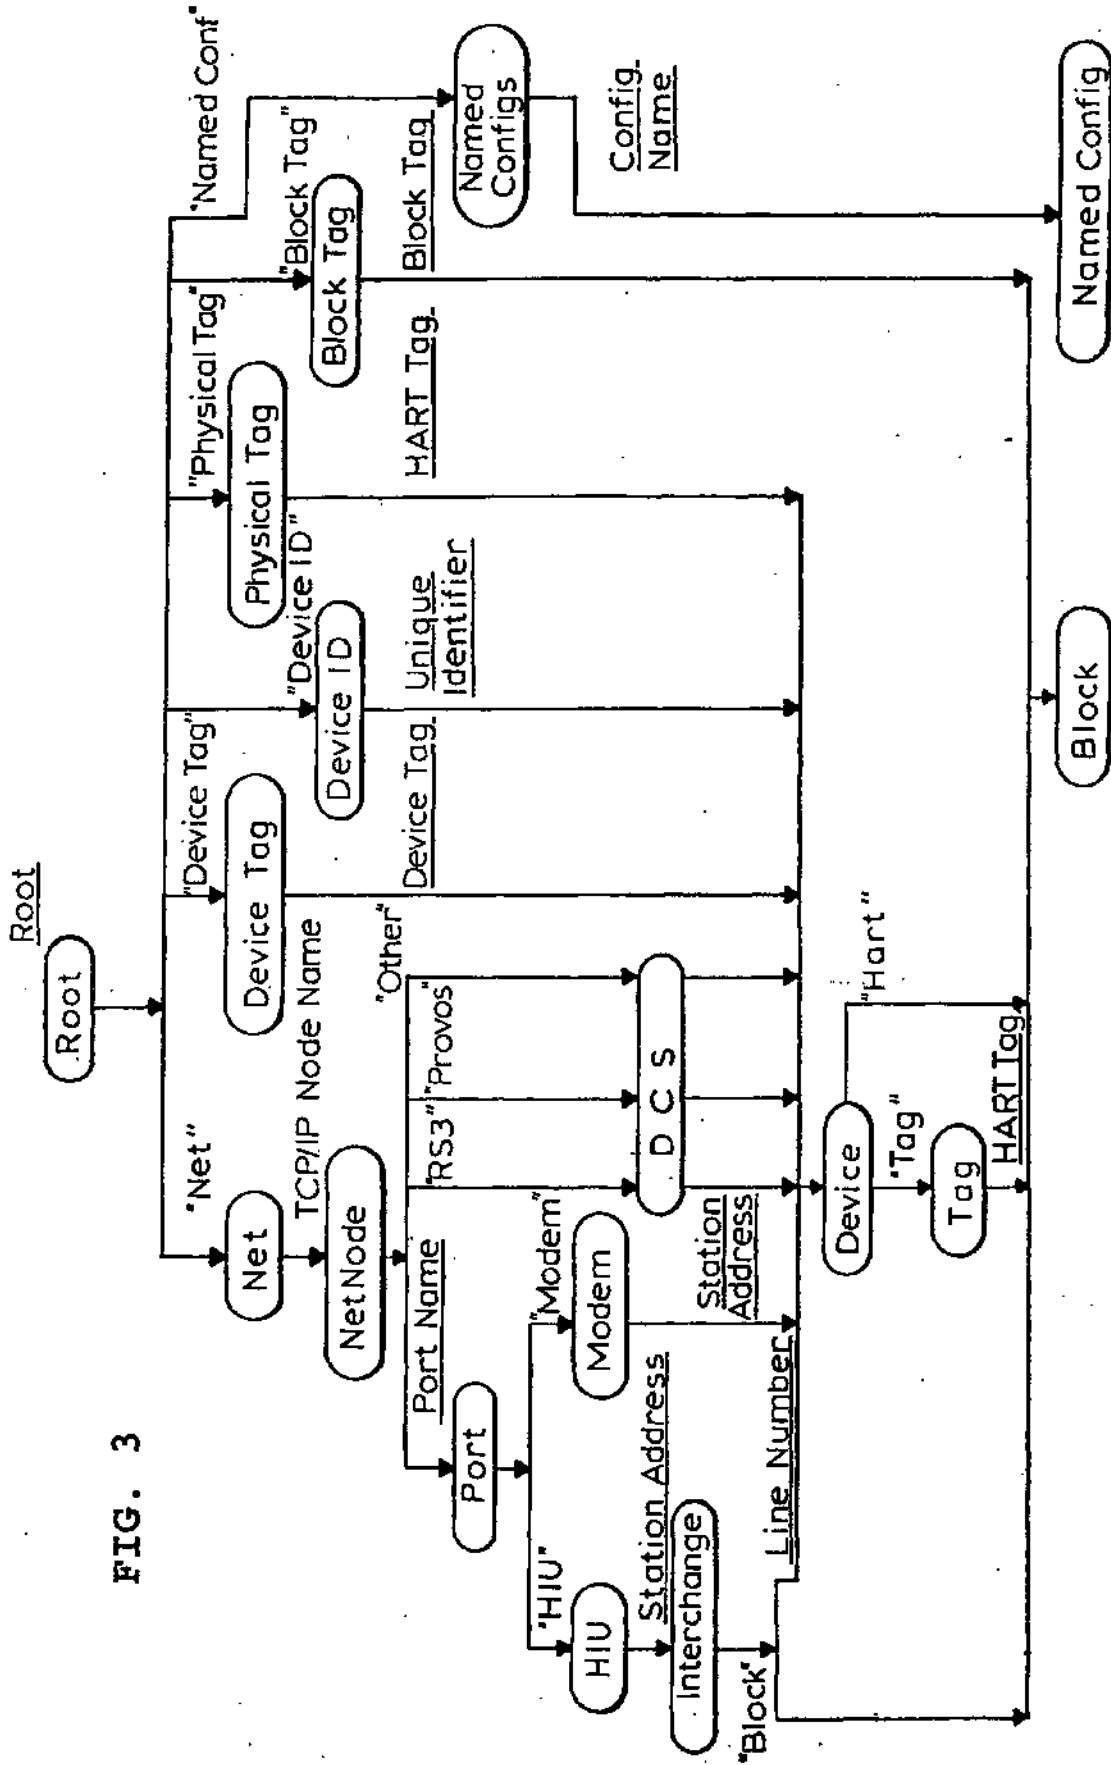 FIG. 3
Root
Root
"Net"
"Device Tag"
"Device ID"
"Physical Tag"
"Block Tag"
"Named Conf"
Net
Device Tag
Device ID
Physical Tag
Block Tag
Named
Configs
TCP/IP Node Name
NetNode
Device Tag
Unique
Identifier
HART Tag
Block Tag
Config
Name
Port Name
"RS3"
"Provos"
"Other"
Port
"HIU"
"Modem"
HIU
Modem
D C S
Station Address
Station
Address
Interchange
"Block"
Line Number
Device
"Hart"
"Tag"
Tag
HART Tag
Block
Named Config